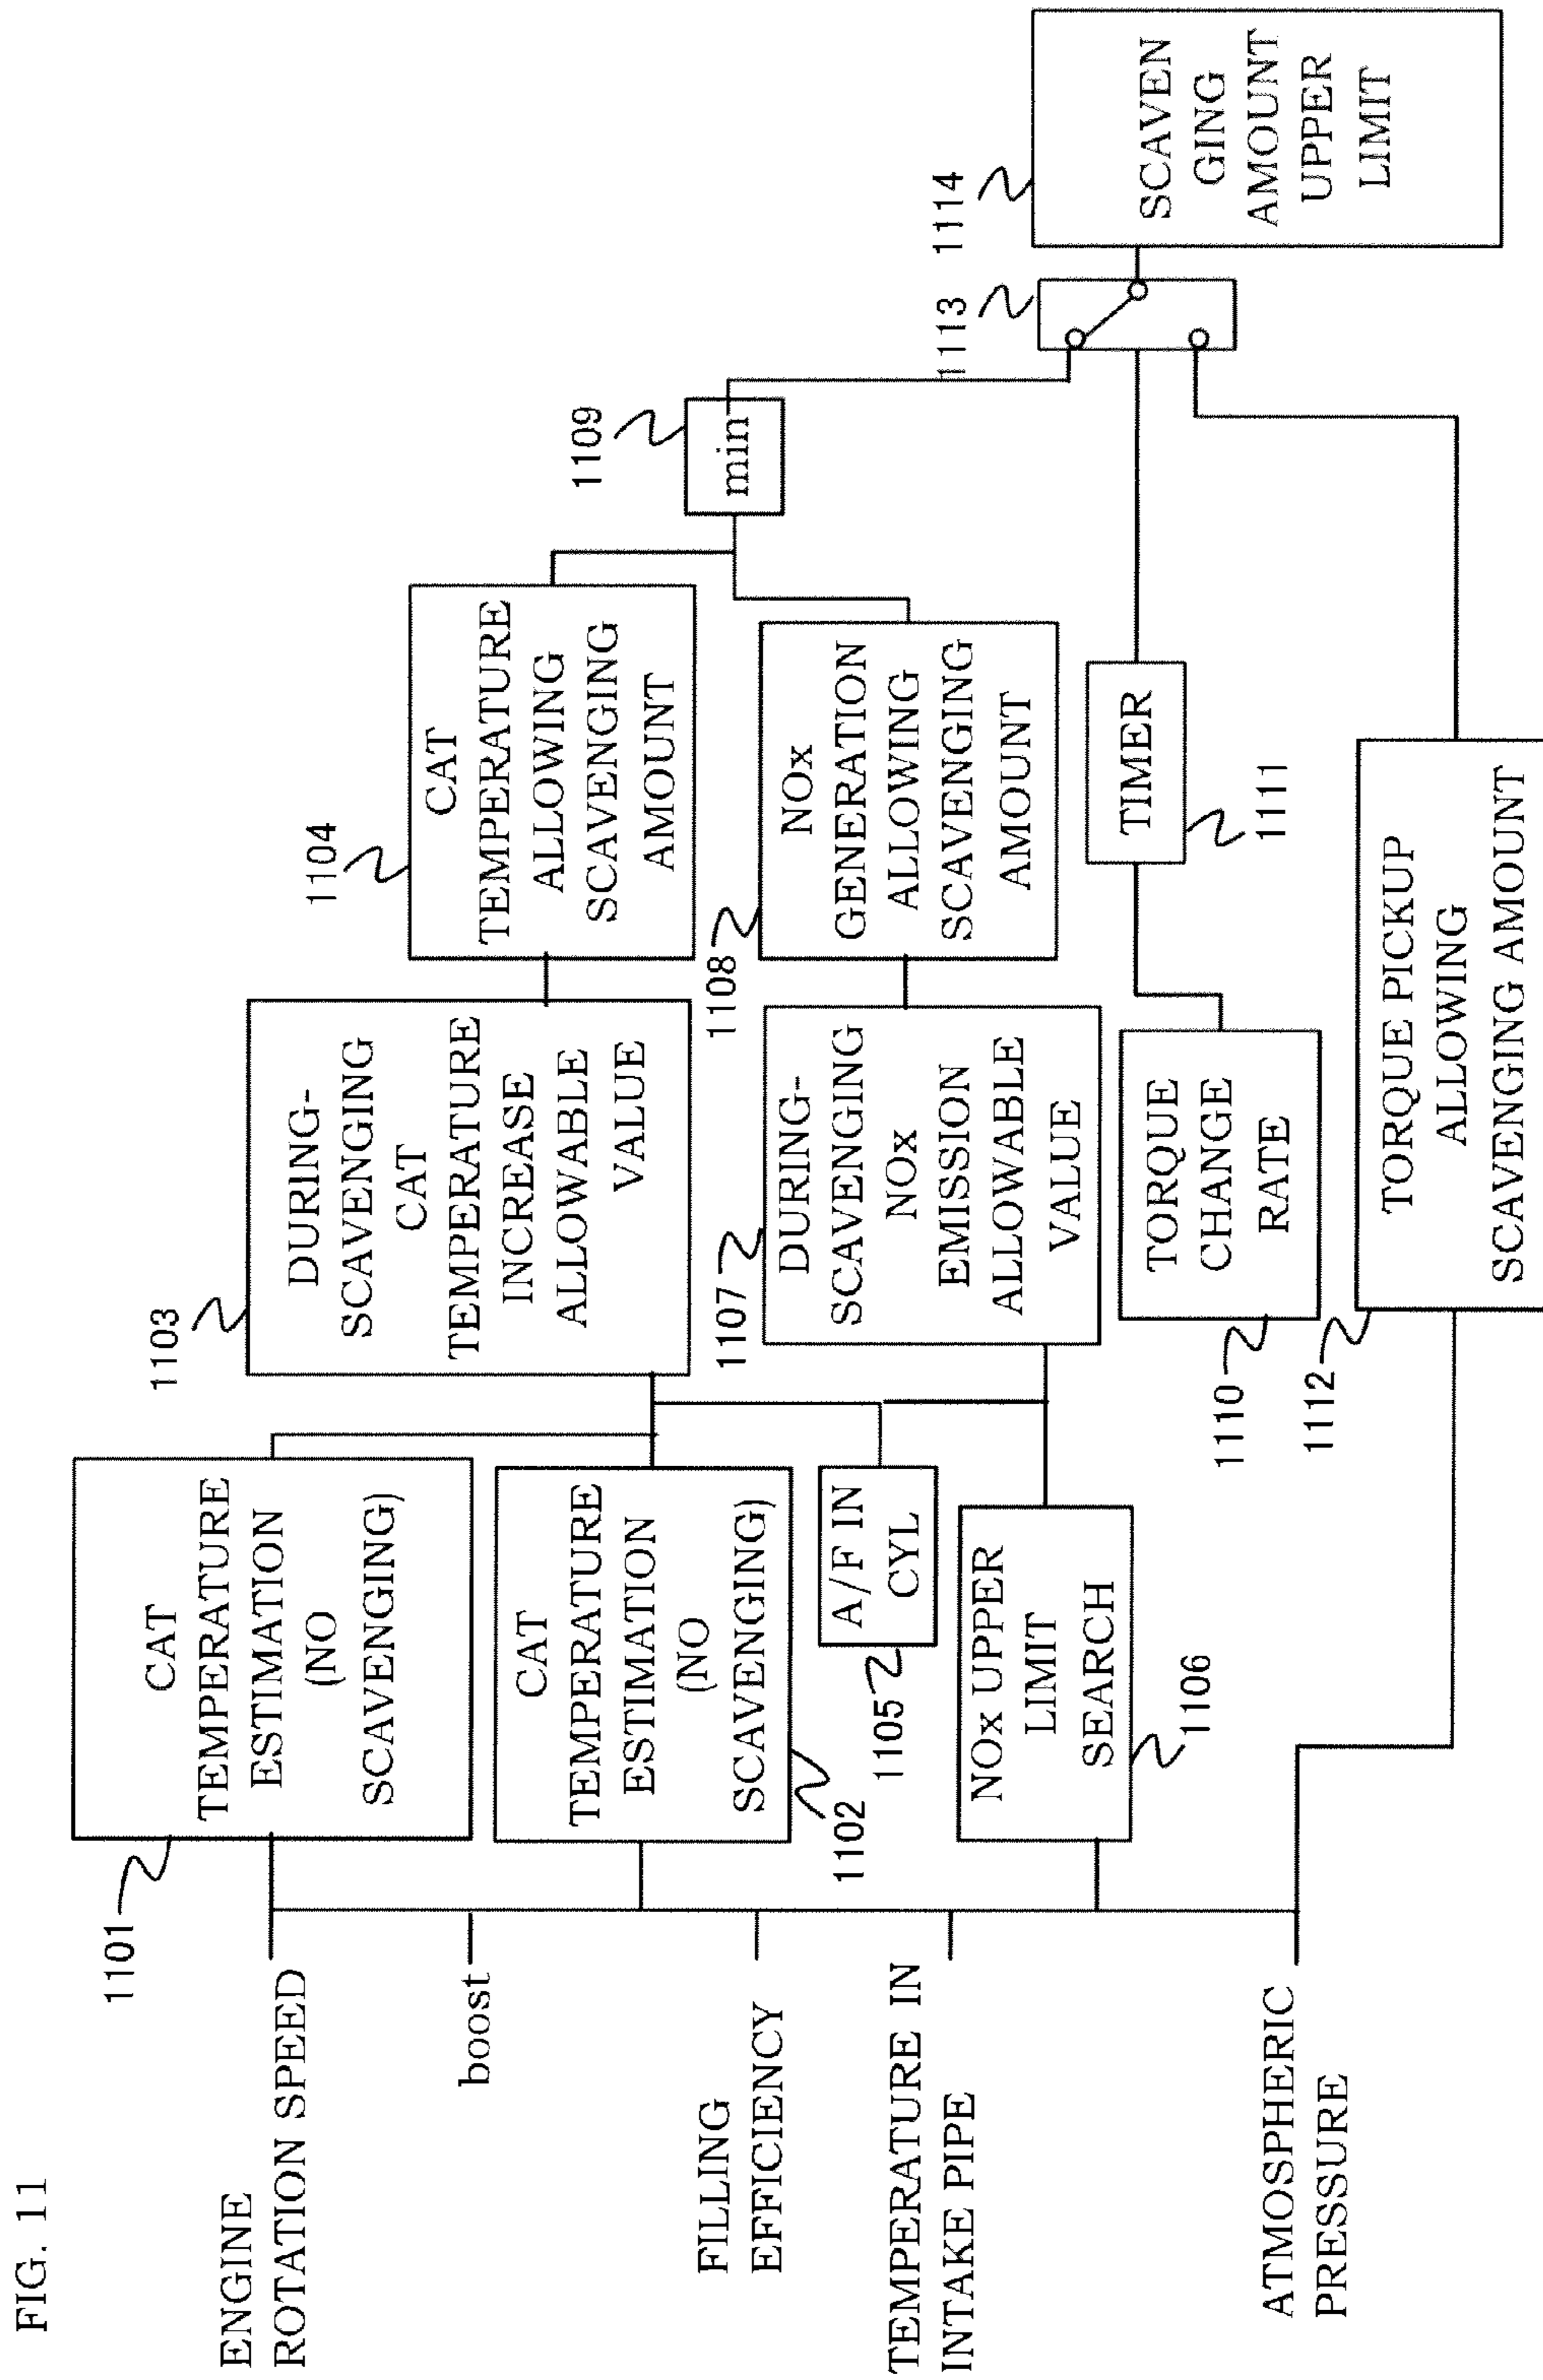 FIG. 11
ENGINE
ROTATION SPEED
boost
FILLING
EFFICIENCY
TEMPERATURE IN
INTAKE PIPE
ATMOSPHERIC
PRESSURE
1101
CAT
TEMPERATURE
ESTIMATION
(NO
SCAVENGING)
CAT
TEMPERATURE
ESTIMATION
(NO
SCAVENGING)
1102
A/F IN
CYL
1105
NOx UPPER
LIMIT
SEARCH
1106
1103
DURING-
SCAVENGING
CAT
TEMPERATURE
INCREASE
ALLOWABLE
VALUE
1107
DURING-
SCAVENGING
NOx
EMISSION
ALLOWABLE
VALUE
1110
TORQUE
CHANGE
RATE
1112
TORQUE PICKUP
ALLOWING
SCAVENGING AMOUNT
1104
CAT
TEMPERATURE
ALLOWING
SCAVENGING
AMOUNT
1108
NOx
GENERATION
ALLOWING
SCAVENGING
AMOUNT
TIMER
1111
1109
min
1113
1114
SCAVEN
GING
AMOUNT
UPPER
LIMIT